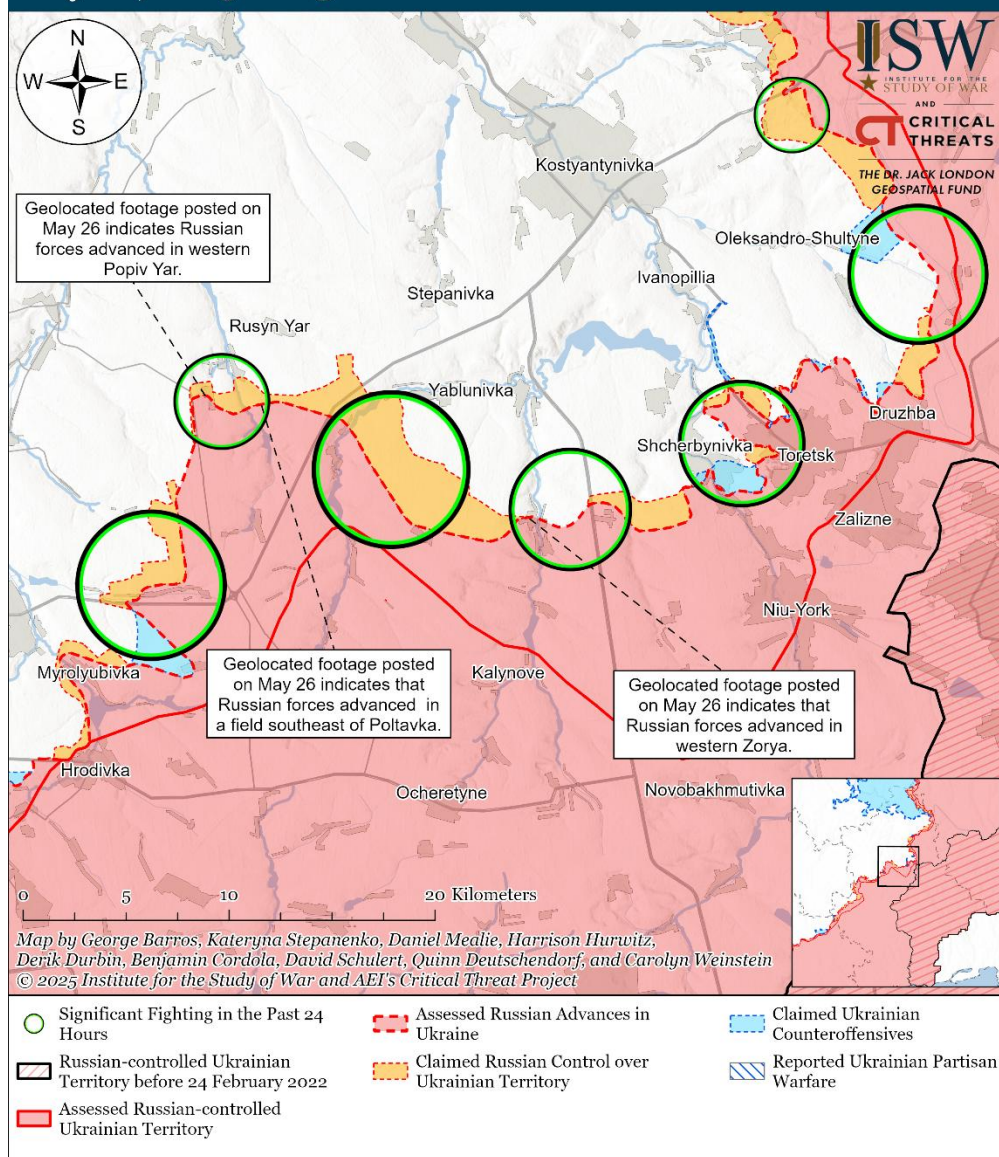 N
W E
S
ISW
INSTITUTE FOR THE
STUDY OF WAR
AND
CT CRITICAL
THREATS
THE DR. JACK LONDON
GEOSPATIAL FUND
Kostyantynivka
Geolocated footage posted on
May 26 indicates Russian
forces advanced in western
Popiv Yar.
Oleksandro-Shultyne
Ivanopillia
Stepanivka
Rusyn Yar
Yablunivka
Druzhba
Shcherbynivka
Toretsk
Zalizne
Niu-York
Myrolyubivka
Geolocated footage posted
on May 26 indicates that
Russian forces advanced in
a field southeast of Poltavka.
Kalynove
Geolocated footage posted
on May 26 indicates that
Russian forces advanced in
western Zorya.
Hrodivka
Ocheretyne
Novobakhmutivka
0 5 10 20 Kilometers
Map by George Barros, Kateryna Stepanenko, Daniel Mealie, Harrison Hurwitz,
Derik Durbin, Benjamin Cordola, David Schulert, Quinn Deutschendorf, and Carolyn Weinstein
© 2025 Institute for the Study of War and AEI's Critical Threat Project
Significant Fighting in the Past 24
Hours
Russian-controlled Ukrainian
Territory before 24 February 2022
Assessed Russian-controlled
Ukrainian Territory
Assessed Russian Advances in
Ukraine
Claimed Russian Control over
Ukrainian Territory
Claimed Ukrainian
Counteroffensives
Reported Ukrainian Partisan
Warfare